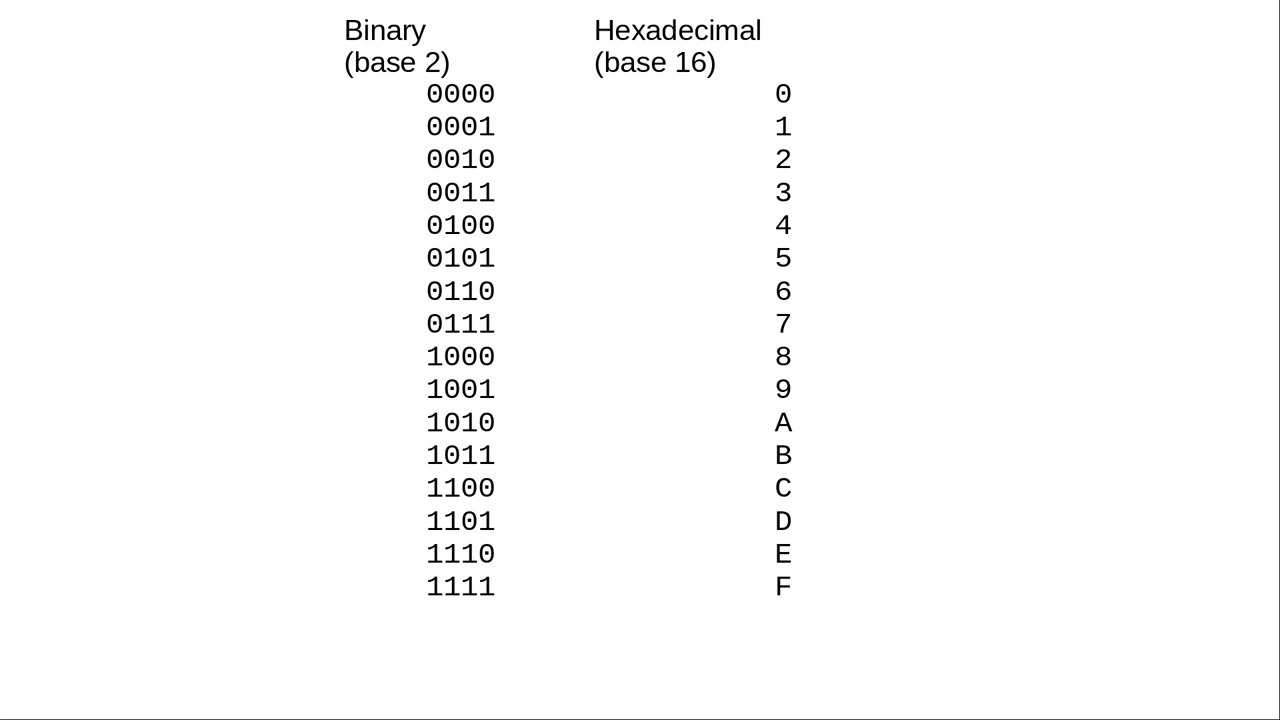 Binary Hexadecimal
(base 2) (base 16)
0000 0
0001 1
0010 2
0011 3
0100 4
0101 5
0110 6
0111 7
1000 8
1001 9
1010 A
1011 B
1100 C
1101 D
1110 E
1111 F